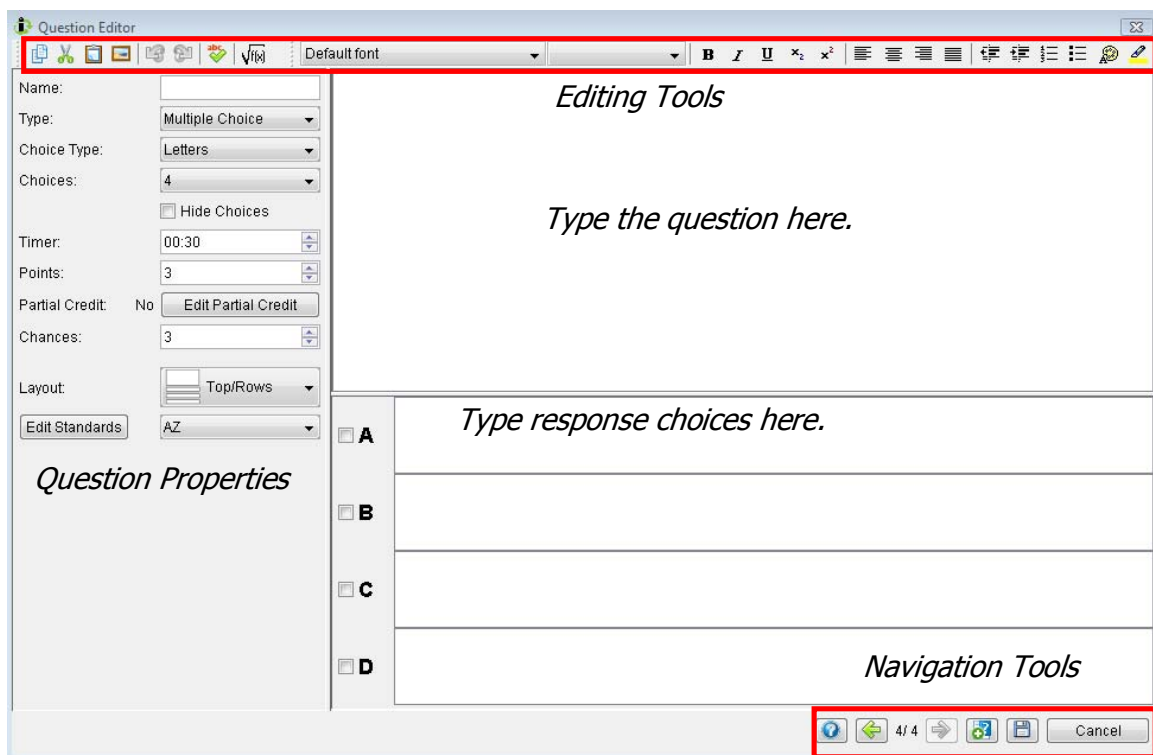 Question Editor
Default font
B I U x₂ x²
Name:
Type: Multiple Choice
Choice Type: Letters
Choices: 4
Hide Choices
Timer: 00:30
Points: 3
Partial Credit: No Edit Partial Credit
Chances: 3
Layout: Top/Rows
Edit Standards AZ
Question Properties
Editing Tools
Type the question here.
A Type response choices here.
B
C
D
Navigation Tools
4/4 Cancel